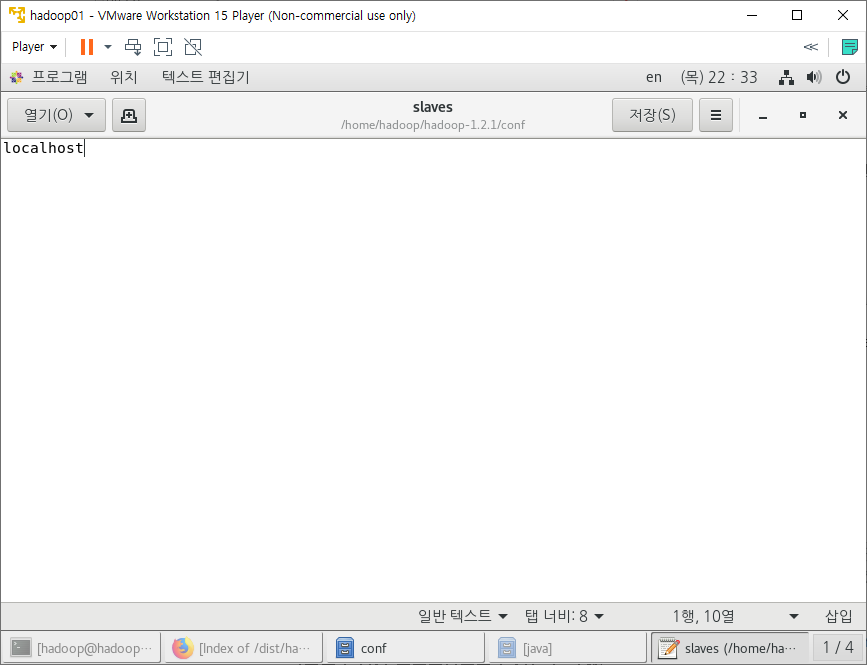 hadoop01 - VMware Workstation 15 Player (Non-commercial use only)
Player
프로그램 위치 텍스트 편집기 en (목) 22 : 33
열기(O) slaves 저장(S)
/home/hadoop/hadoop-1.2.1/conf
localhost
일반 텍스트 탭 너비: 8 1행, 10열 삽입
[hadoop@hadoop··· [Index of /dist/ha··· conf [java] slaves (/home/ha··· 1 / 4